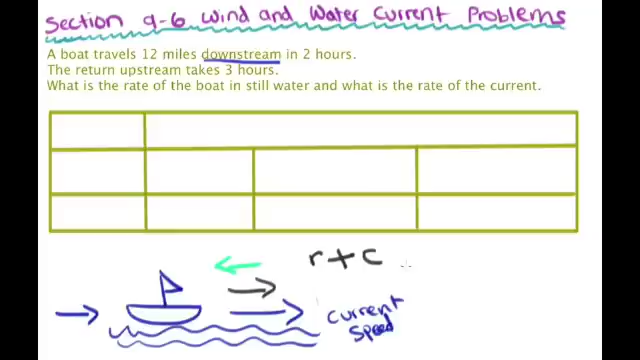 Section 9-6 Wind and Water Current Problems
A boat travels 12 miles downstream in 2 hours.
The return upstream takes 3 hours.
What is the rate of the boat in still water and what is the rate of the current.
r + c
current
speed